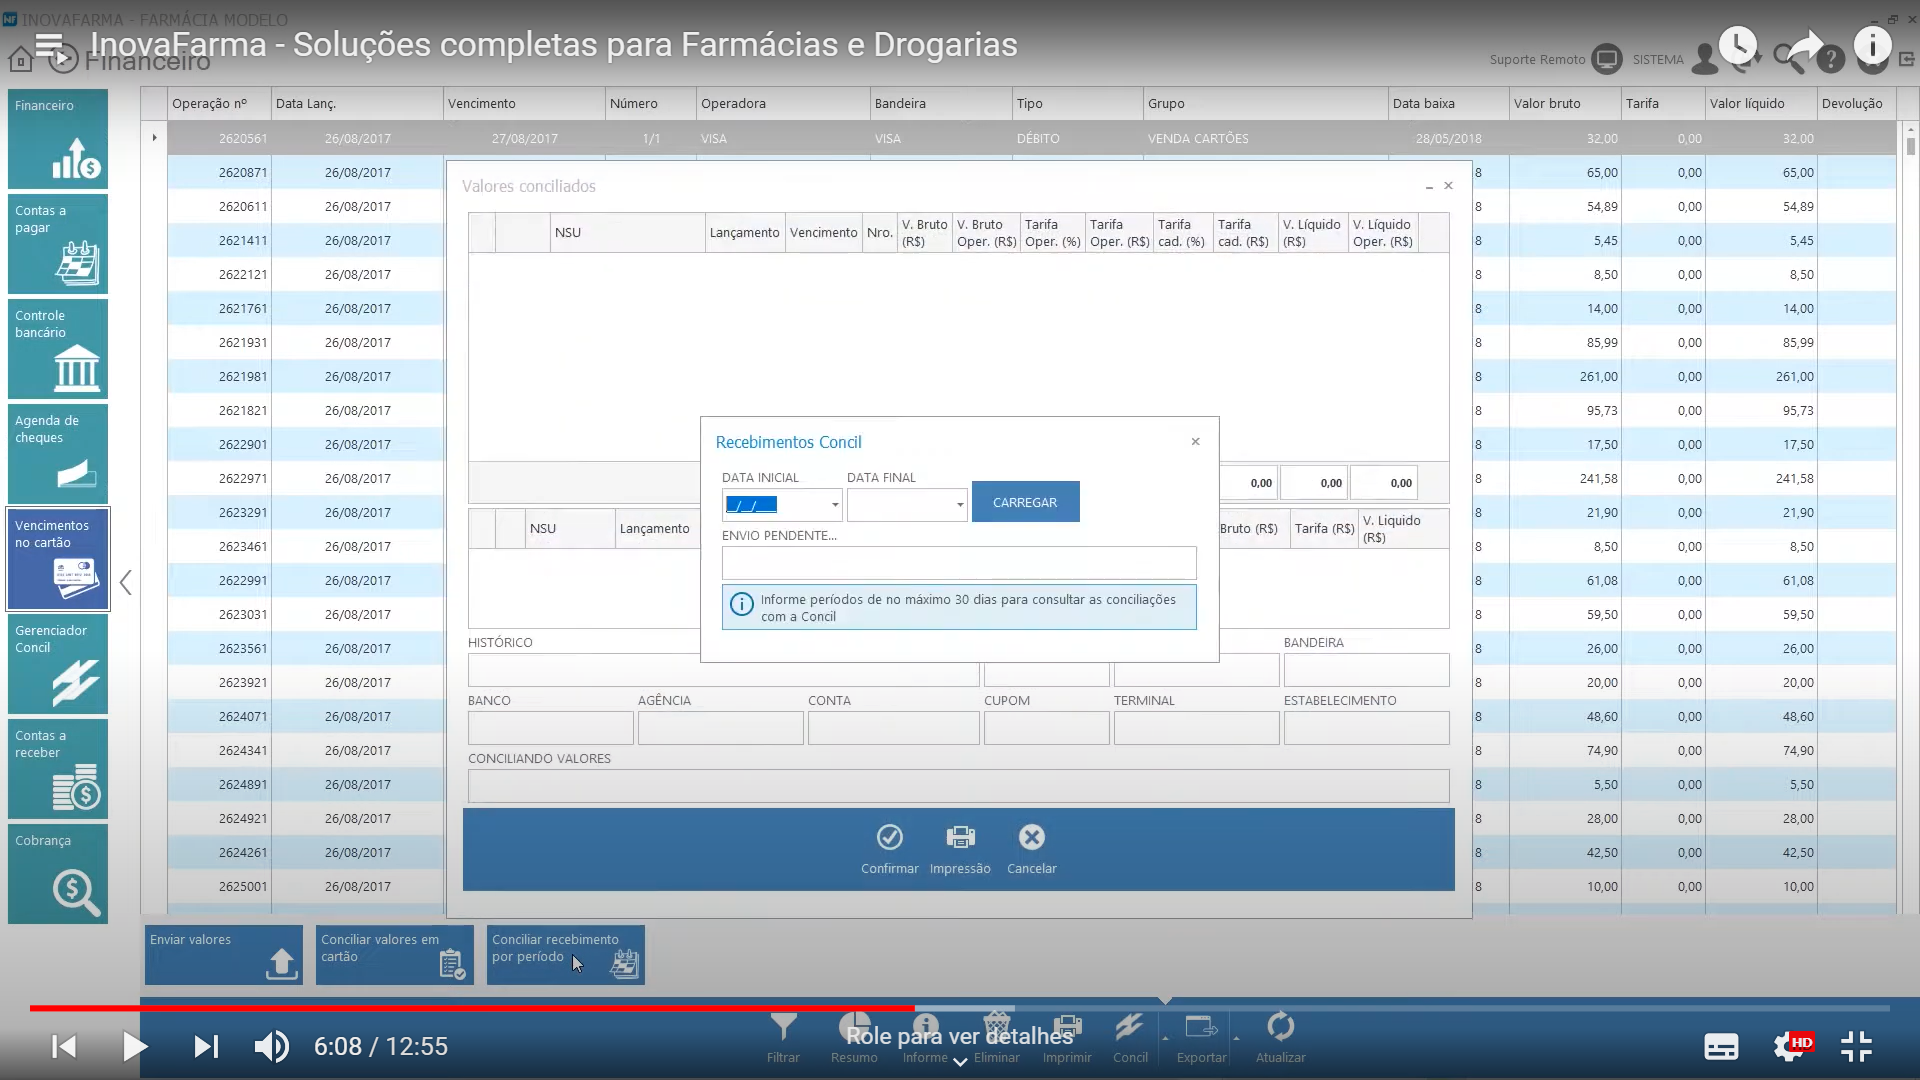 INOVAFARMA - FARMÁCIA MODELO
InovaFarma - Soluções completas para Farmácias e Drogarias
Financeiro
Suporte Remoto
SISTEMA
Financeiro
Contas a
pagar
Controle
bancário
Agenda de
cheques
Vencimentos
no cartão
Gerenciador
Concil
Contas a
receber
Cobrança
Operação nº Data Lanç. Vencimento Número Operadora Bandeira Tipo Grupo Data baixa Valor bruto Tarifa Valor líquido Devolução
2620561 26/08/2017 27/08/2017 1/1 VISA VISA DÉBITO VENDA CARTÕES 28/05/2018 32,00 0,00 32,00
2620871 26/08/2017 8 65,00 0,00 65,00
2620611 26/08/2017 8 54,89 0,00 54,89
2621411 26/08/2017 8 5,45 0,00 5,45
2622121 26/08/2017 8 8,50 0,00 8,50
2621761 26/08/2017 8 14,00 0,00 14,00
2621931 26/08/2017 8 85,99 0,00 85,99
2621981 26/08/2017 8 261,00 0,00 261,00
2621821 26/08/2017 8 95,73 0,00 95,73
2622901 26/08/2017 8 17,50 0,00 17,50
2622971 26/08/2017 8 241,58 0,00 241,58
2623291 26/08/2017 8 21,90 0,00 21,90
2623461 26/08/2017 8 8,50 0,00 8,50
2622991 26/08/2017 8 61,08 0,00 61,08
2623031 26/08/2017 8 59,50 0,00 59,50
2623561 26/08/2017 8 26,00 0,00 26,00
2623921 26/08/2017 8 20,00 0,00 20,00
2624071 26/08/2017 8 48,60 0,00 48,60
2624341 26/08/2017 8 74,90 0,00 74,90
2624891 26/08/2017 8 5,50 0,00 5,50
2624921 26/08/2017 8 28,00 0,00 28,00
2624261 26/08/2017 8 42,50 0,00 42,50
2625001 26/08/2017 8 10,00 0,00 10,00
Valores conciliados
NSU Lançamento Vencimento Nro. V. Bruto (R$) V. Bruto Oper. (R$) Tarifa Oper. (%) Tarifa Oper. (R$) Tarifa cad. (%) Tarifa cad. (R$) V. Líquido (R$) V. Líquido Oper. (R$)
0,00 0,00 0,00
NSU Lançamento Bruto (R$) Tarifa (R$) V. Liquido (R$)
Recebimentos Concil
DATA INICIAL DATA FINAL
_/_/__
CARREGAR
ENVIO PENDENTE...
Informe períodos de no máximo 30 dias para consultar as conciliações
com a Concil
HISTÓRICO BANDEIRA
BANCO AGÊNCIA CONTA CUPOM TERMINAL ESTABELECIMENTO
CONCILIANDO VALORES
Confirmar Impressão Cancelar
Enviar valores
Conciliar valores em
cartão
Conciliar recebimento
por período
Role para ver detalhes
Filtrar Resumo Informe Eliminar Imprimir Concil Exportar Atualizar
6:08 / 12:55
HD